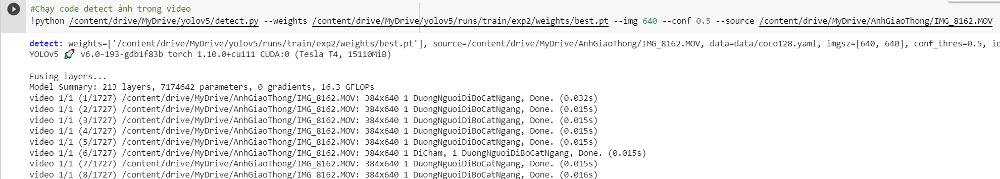 #Chạy code detect ảnh trong video
!python /content/drive/MyDrive/yolov5/detect.py --weights /content/drive/MyDrive/yolov5/runs/train/exp2/weights/best.pt --img 640 --conf 0.5 --source /content/drive/MyDrive/AnhGiaoThong/IMG_8162.MOV
detect: weights=['/content/drive/MyDrive/yolov5/runs/train/exp2/weights/best.pt'], source=/content/drive/MyDrive/AnhGiaoThong/IMG_8162.MOV, data=data/coco128.yaml, imgsz=[640, 640], conf_thres=0.5, io
YOLOv5 🚀 v6.0-193-gdb1f83b torch 1.10.0+cu111 CUDA:0 (Tesla T4, 15110MiB)
Fusing layers...
Model Summary: 213 layers, 7174642 parameters, 0 gradients, 16.3 GFLOPs
video 1/1 (1/1727) /content/drive/MyDrive/AnhGiaoThong/IMG_8162.MOV: 384x640 1 DuongNguoiDiBoCatNgang, Done. (0.032s)
video 1/1 (2/1727) /content/drive/MyDrive/AnhGiaoThong/IMG_8162.MOV: 384x640 1 DuongNguoiDiBoCatNgang, Done. (0.015s)
video 1/1 (3/1727) /content/drive/MyDrive/AnhGiaoThong/IMG_8162.MOV: 384x640 1 DuongNguoiDiBoCatNgang, Done. (0.015s)
video 1/1 (4/1727) /content/drive/MyDrive/AnhGiaoThong/IMG_8162.MOV: 384x640 1 DuongNguoiDiBoCatNgang, Done. (0.015s)
video 1/1 (5/1727) /content/drive/MyDrive/AnhGiaoThong/IMG_8162.MOV: 384x640 1 DuongNguoiDiBoCatNgang, Done. (0.015s)
video 1/1 (6/1727) /content/drive/MyDrive/AnhGiaoThong/IMG_8162.MOV: 384x640 1 DiCham, 1 DuongNguoiDiBoCatNgang, Done. (0.015s)
video 1/1 (7/1727) /content/drive/MyDrive/AnhGiaoThong/IMG_8162.MOV: 384x640 1 DuongNguoiDiBoCatNgang, Done. (0.015s)
video 1/1 (8/1727) /content/drive/MyDrive/AnhGiaoThong/IMG_8162.MOV: 384x640 1 DuongNguoiDiBoCatNgang, Done. (0.016s)